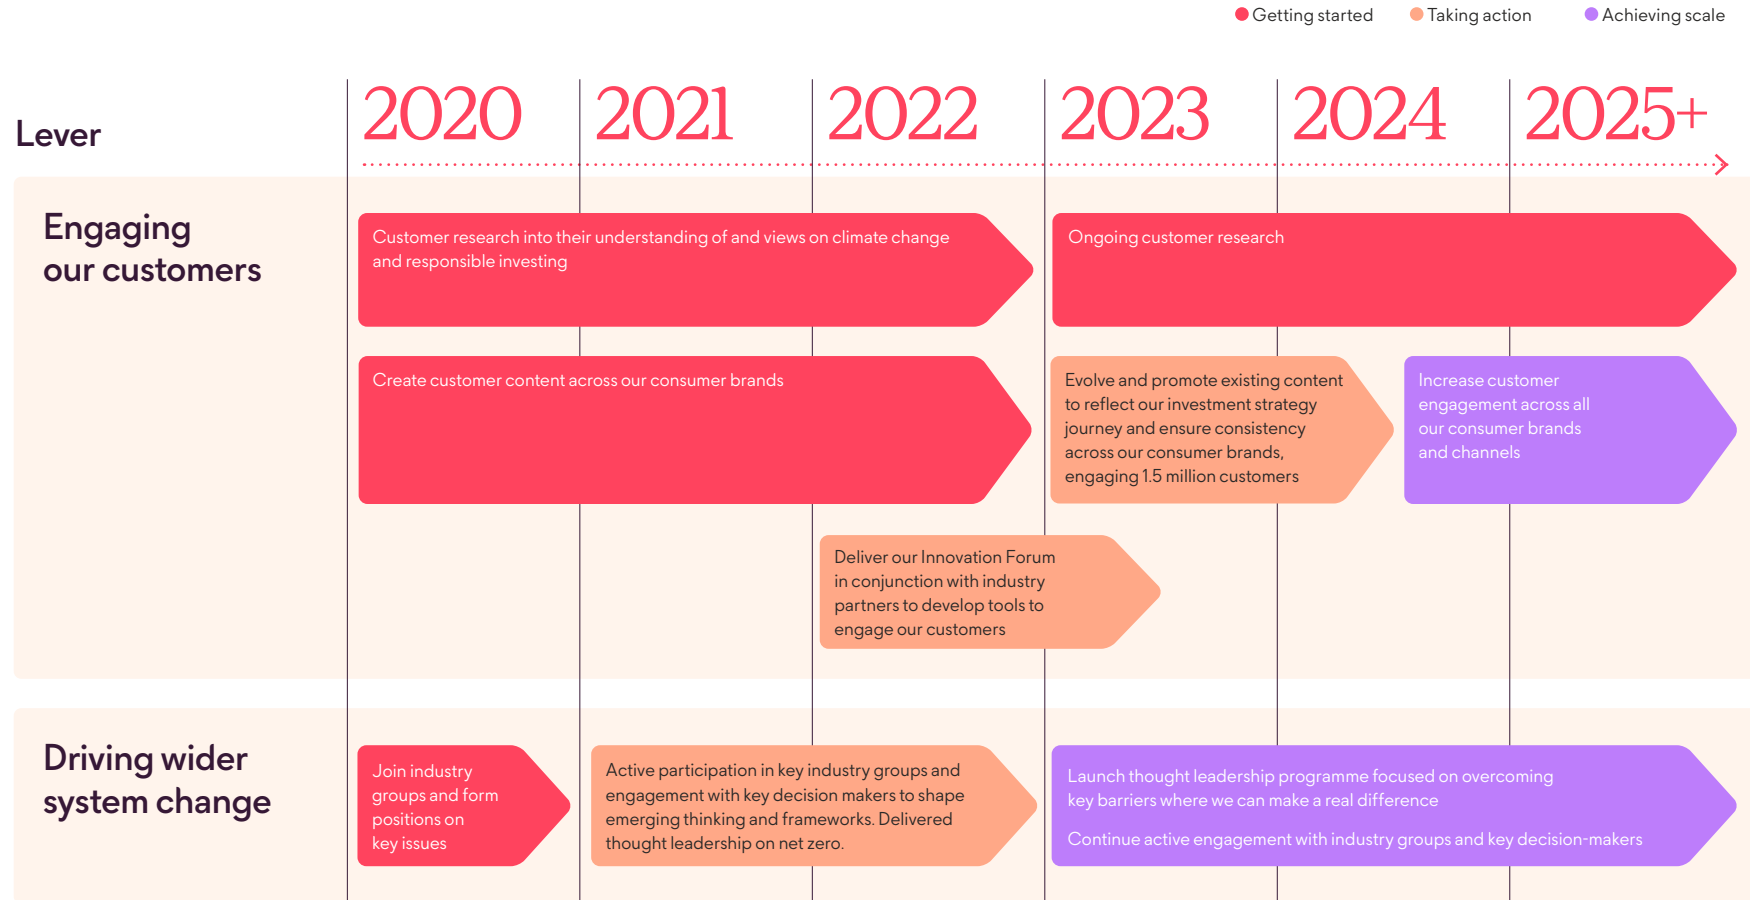 Getting started
Taking action
Achieving scale
Lever
2020
2021
2022
2023
2024
2025+
Engaging
our customers
Customer research into their understanding of and views on climate change
and responsible investing
Ongoing customer research
Create customer content across our consumer brands
Evolve and promote existing content
to reflect our investment strategy
journey and ensure consistency
across our consumer brands,
engaging 1.5 million customers
Increase customer
engagement across all
our consumer brands
and channels
Deliver our Innovation Forum
in conjunction with industry
partners to develop tools to
engage our customers
Driving wider
system change
Join industry
groups and form
positions on
key issues
Active participation in key industry groups and
engagement with key decision makers to shape
emerging thinking and frameworks. Delivered
thought leadership on net zero.
Launch thought leadership programme focused on overcoming
key barriers where we can make a real difference
Continue active engagement with industry groups and key decision-makers